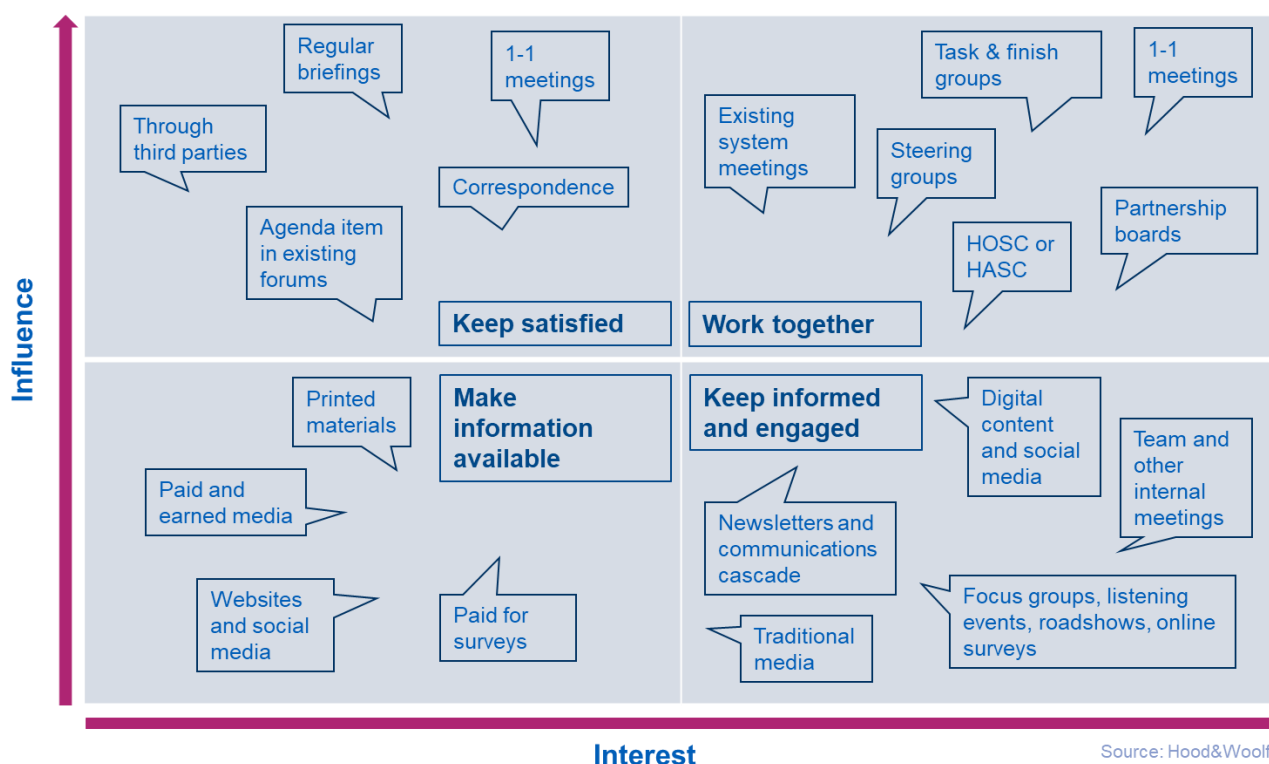 Influence
Regular
briefings
1-1
meetings
Through
third parties
Correspondence
Agenda item
in existing
forums
Keep satisfied
Task & finish
groups
1-1
meetings
Existing
system
meetings
Steering
groups
Partnership
boards
HOSC or
HASC
Work together
Printed
materials
Make
information
available
Paid and
earned media
Websites
and social
media
Paid for
surveys
Keep informed
and engaged
Digital
content
and social
media
Team and
other
internal
meetings
Newsletters and
communications
cascade
Focus groups, listening
events, roadshows, online
surveys
Traditional
media
Interest
Source: Hood&Woolf